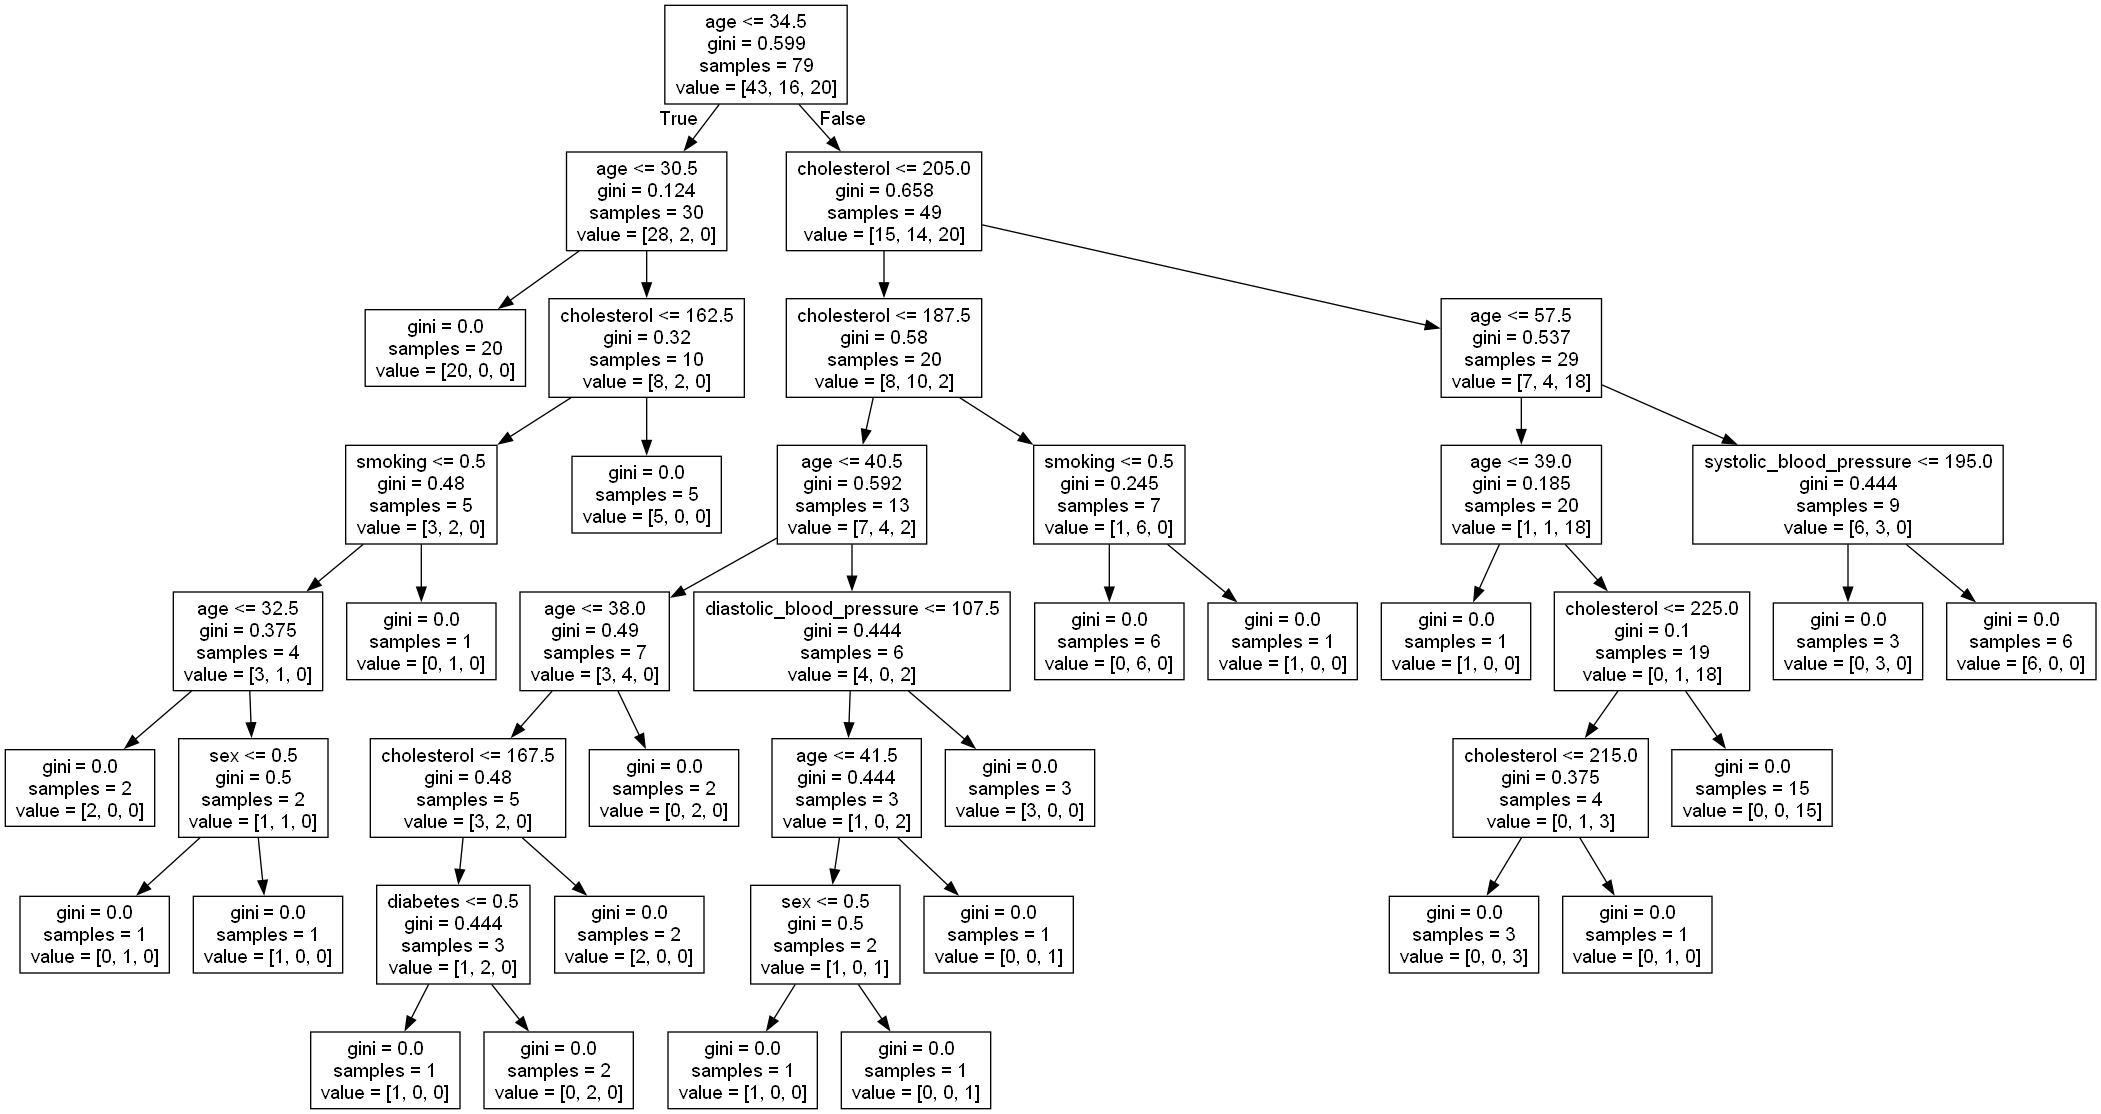 age <= 34.5
gini = 0.599
samples = 79
value = [43, 16, 20]
True
False
age <= 30.5
gini = 0.124
samples = 30
value = [28, 2, 0]
cholesterol <= 205.0
gini = 0.658
samples = 49
value = [15, 14, 20]
gini = 0.0
samples = 20
value = [20, 0, 0]
cholesterol <= 162.5
gini = 0.32
samples = 10
value = [8, 2, 0]
cholesterol <= 187.5
gini = 0.58
samples = 20
value = [8, 10, 2]
age <= 57.5
gini = 0.537
samples = 29
value = [7, 4, 18]
smoking <= 0.5
gini = 0.48
samples = 5
value = [3, 2, 0]
gini = 0.0
samples = 5
value = [5, 0, 0]
age <= 40.5
gini = 0.592
samples = 13
value = [7, 4, 2]
smoking <= 0.5
gini = 0.245
samples = 7
value = [1, 6, 0]
age <= 39.0
gini = 0.185
samples = 20
value = [1, 1, 18]
systolic_blood_pressure <= 195.0
gini = 0.444
samples = 9
value = [6, 3, 0]
age <= 32.5
gini = 0.375
samples = 4
value = [3, 1, 0]
gini = 0.0
samples = 1
value = [0, 1, 0]
age <= 38.0
gini = 0.49
samples = 7
value = [3, 4, 0]
diastolic_blood_pressure <= 107.5
gini = 0.444
samples = 6
value = [4, 0, 2]
gini = 0.0
samples = 6
value = [0, 6, 0]
gini = 0.0
samples = 1
value = [1, 0, 0]
gini = 0.0
samples = 1
value = [1, 0, 0]
cholesterol <= 225.0
gini = 0.1
samples = 19
value = [0, 1, 18]
gini = 0.0
samples = 3
value = [0, 3, 0]
gini = 0.0
samples = 6
value = [6, 0, 0]
gini = 0.0
samples = 2
value = [2, 0, 0]
sex <= 0.5
gini = 0.5
samples = 2
value = [1, 1, 0]
cholesterol <= 167.5
gini = 0.48
samples = 5
value = [3, 2, 0]
gini = 0.0
samples = 2
value = [0, 2, 0]
age <= 41.5
gini = 0.444
samples = 3
value = [1, 0, 2]
gini = 0.0
samples = 3
value = [3, 0, 0]
cholesterol <= 215.0
gini = 0.375
samples = 4
value = [0, 1, 3]
gini = 0.0
samples = 15
value = [0, 0, 15]
gini = 0.0
samples = 1
value = [0, 1, 0]
gini = 0.0
samples = 1
value = [1, 0, 0]
diabetes <= 0.5
gini = 0.444
samples = 3
value = [1, 2, 0]
gini = 0.0
samples = 2
value = [2, 0, 0]
sex <= 0.5
gini = 0.5
samples = 2
value = [1, 0, 1]
gini = 0.0
samples = 1
value = [0, 0, 1]
gini = 0.0
samples = 3
value = [0, 0, 3]
gini = 0.0
samples = 1
value = [0, 1, 0]
gini = 0.0
samples = 1
value = [1, 0, 0]
gini = 0.0
samples = 2
value = [0, 2, 0]
gini = 0.0
samples = 1
value = [1, 0, 0]
gini = 0.0
samples = 1
value = [0, 0, 1]